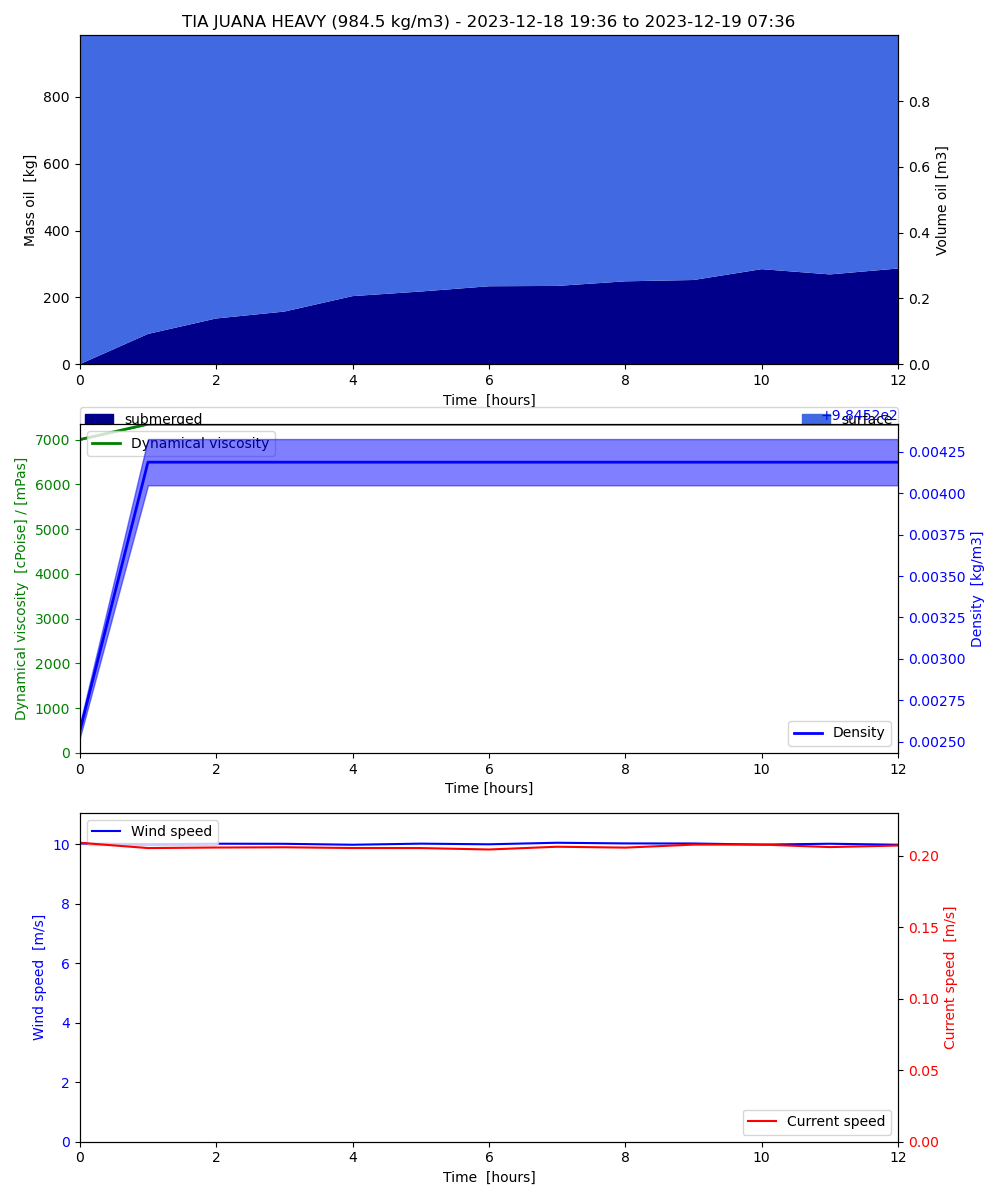 TIA JUANA HEAVY (984.5 kg/m3) - 2023-12-18 19:36 to 2023-12-19 07:36
800
600
400
200
0
Mass oil [kg]
0.8
0.6
0.4
0.2
0.0
Volume oil [m3]
0 2 4 6 8 10 12
Time [hours]
submerged
surface
+9.8452e2
Dynamical viscosity
7000
6000
5000
4000
3000
2000
1000
0
Dynamical viscosity [cPoise] / [mPas]
0.00425
0.00400
0.00375
0.00350
0.00325
0.00300
0.00275
0.00250
Density [kg/m3]
Density
0 2 4 6 8 10 12
Time [hours]
Wind speed
10
8
6
4
2
0
Wind speed [m/s]
0.20
0.15
0.10
0.05
0.00
Current speed [m/s]
Current speed
0 2 4 6 8 10 12
Time [hours]